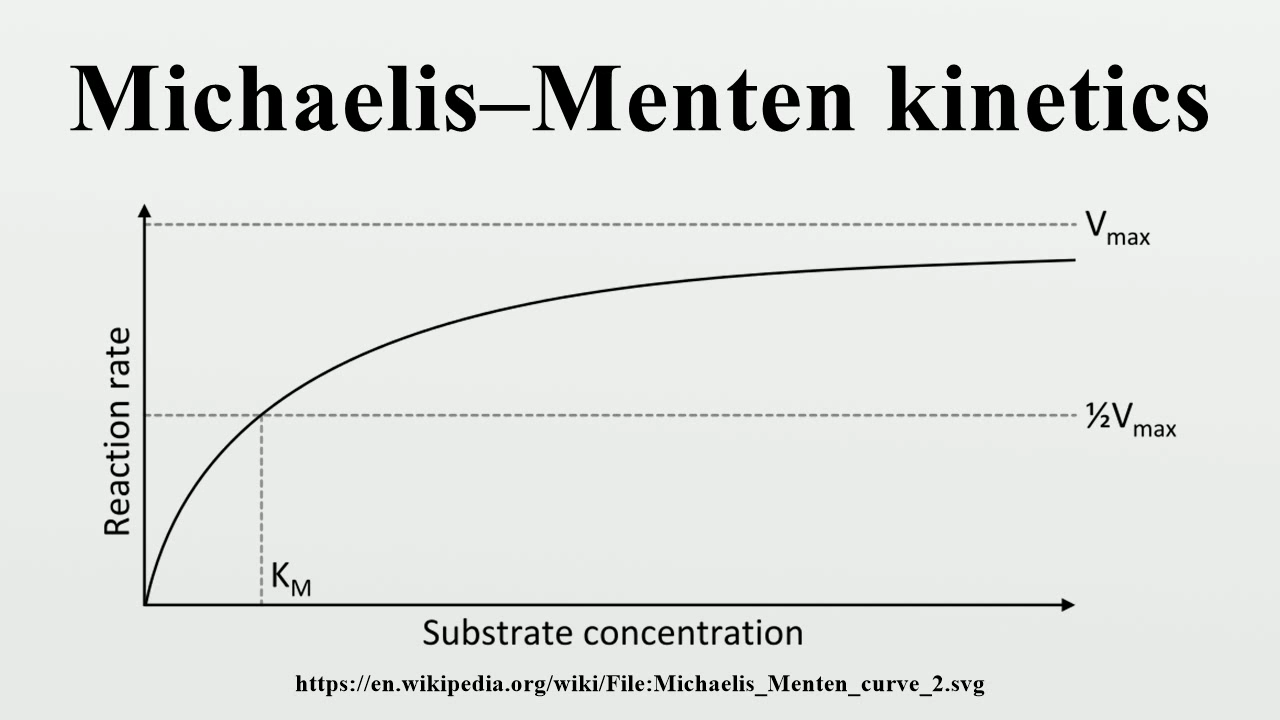 Michaelis–Menten kinetics
Vmax
Reaction rate
½Vmax
KM
Substrate concentration
https://en.wikipedia.org/wiki/File:Michaelis_Menten_curve_2.svg